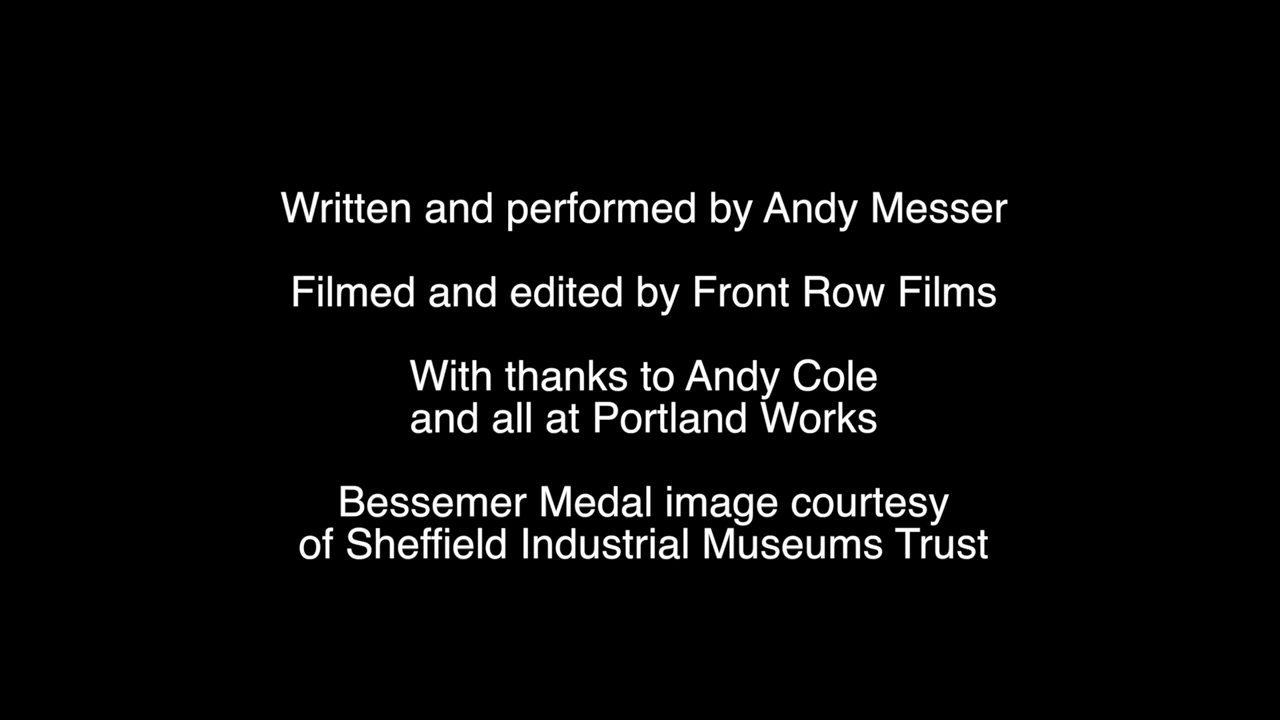 Written and performed by Andy Messer
Filmed and edited by Front Row Films
With thanks to Andy Cole
and all at Portland Works
Bessemer Medal image courtesy
of Sheffield Industrial Museums Trust